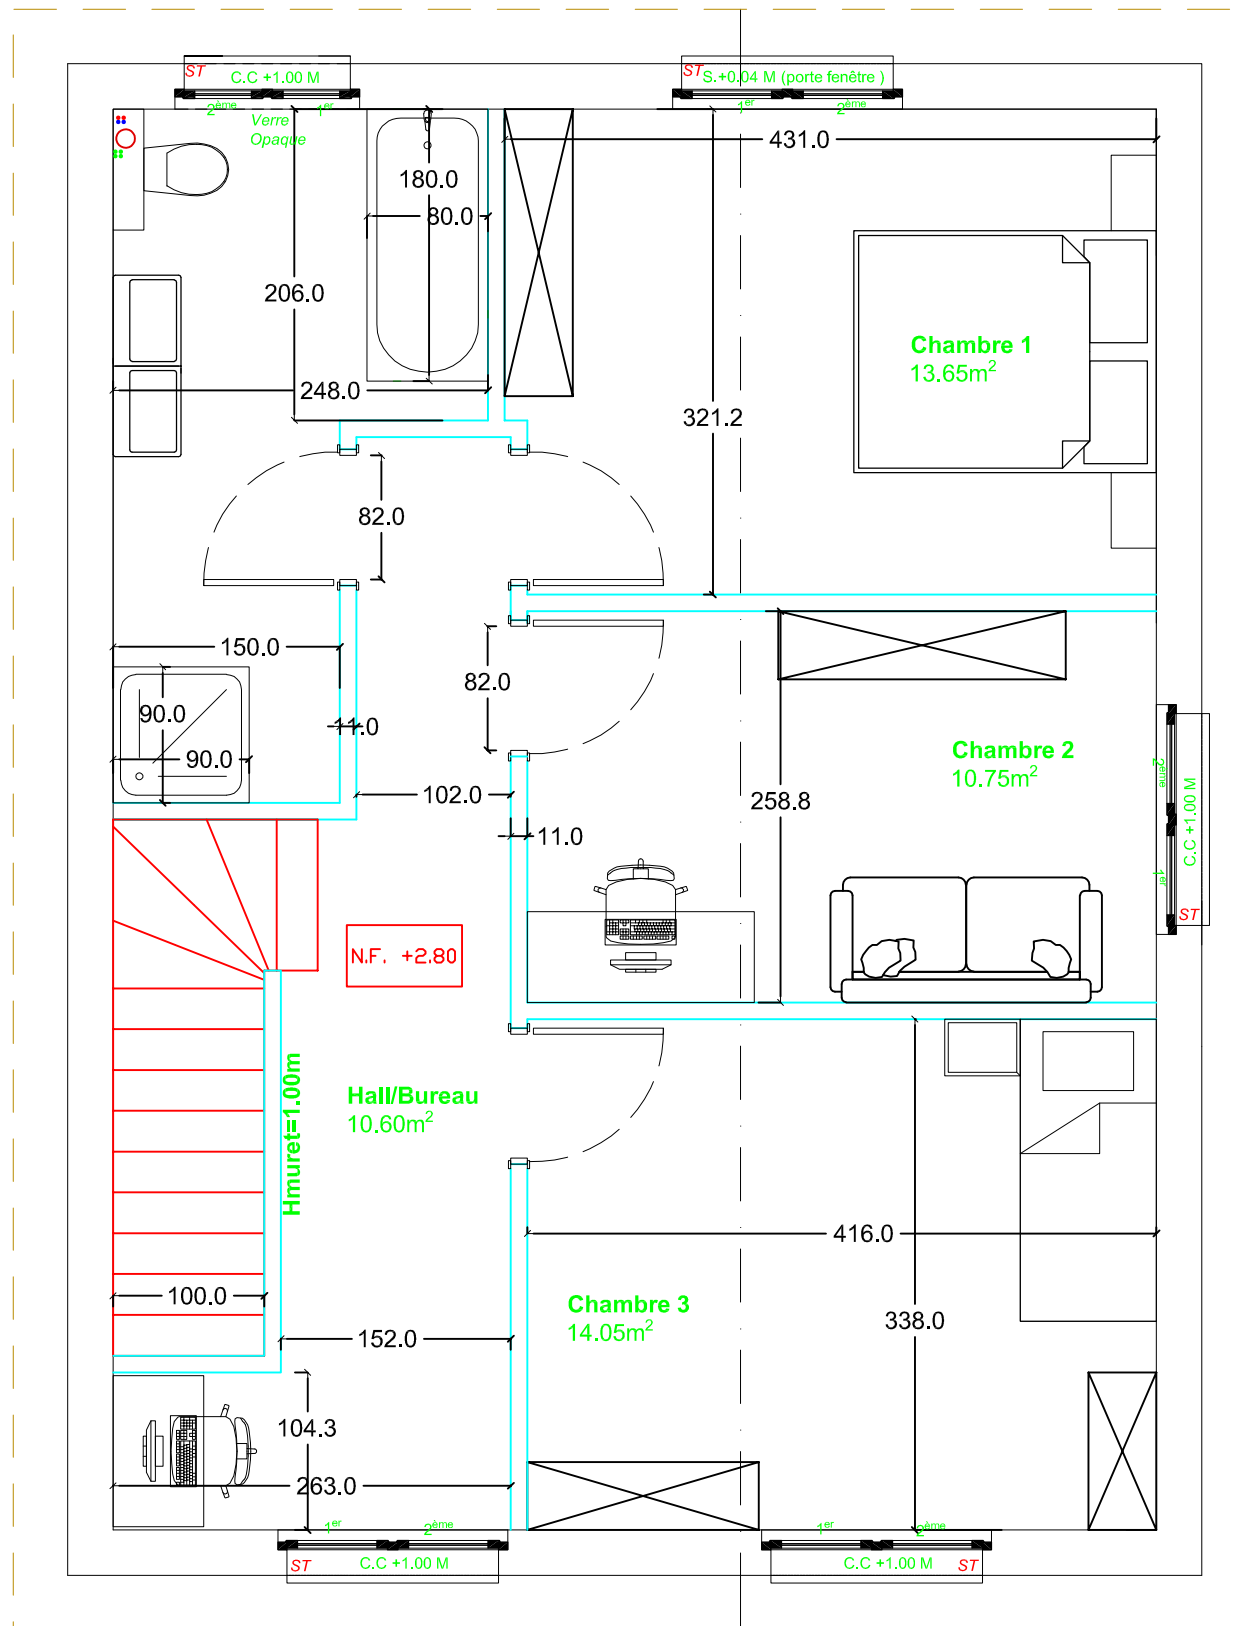 ST
C.C +1.00 M
ST
S.+0.04 M (porte fenêtre )
2ème
1er
1er
2ème
Verre
Opaque
431.0
180.0
80.0
206.0
Chambre 1
13.65m²
248.0
321.2
82.0
150.0
82.0
90.0
11.0
90.0
Chambre 2
10.75m²
2ème
102.0
258.8
C.C +1.00 M
11.0
1er
ST
N.F. +2.80
Hmuret=1.00m
Hall/Bureau
10.60m²
416.0
100.0
Chambre 3
14.05m²
338.0
152.0
104.3
263.0
1er
2ème
1er
2ème
ST
C.C +1.00 M
C.C +1.00 M
ST